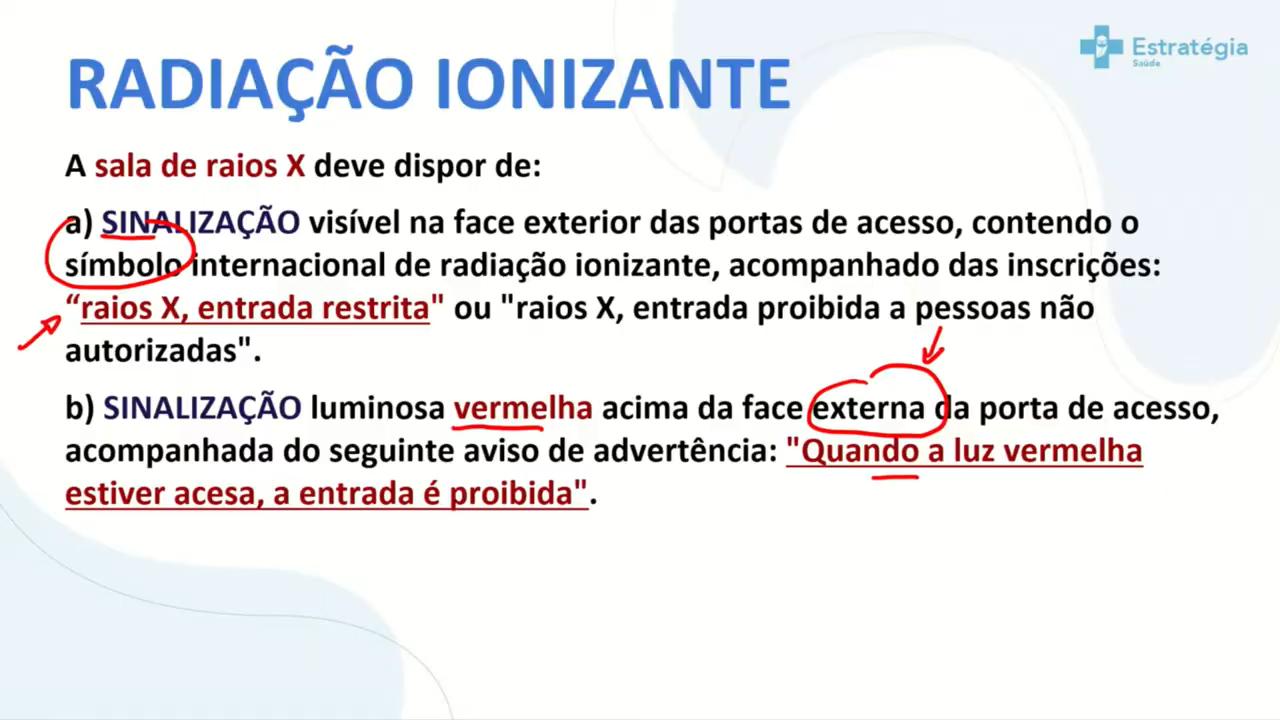 Estratégia
Saúde
RADIAÇÃO IONIZANTE
A sala de raios X deve dispor de:
a) SINALIZAÇÃO visível na face exterior das portas de acesso, contendo o
símbolo internacional de radiação ionizante, acompanhado das inscrições:
“raios X, entrada restrita" ou "raios X, entrada proibida a pessoas não
autorizadas".
b) SINALIZAÇÃO luminosa vermelha acima da face externa da porta de acesso,
acompanhada do seguinte aviso de advertência: "Quando a luz vermelha
estiver acesa, a entrada é proibida".